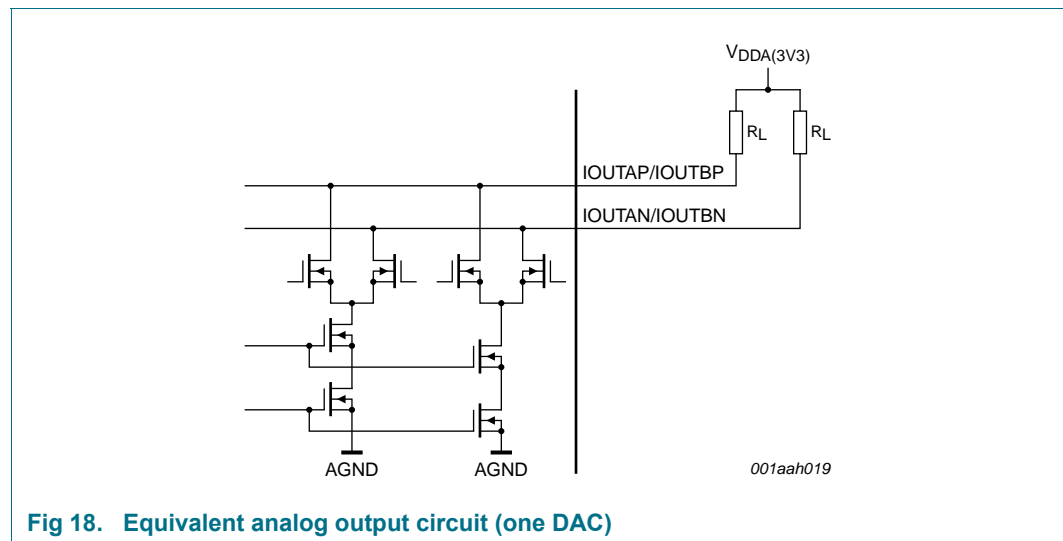 VDDA(3V3)
RL RL
IOUTAP/IOUTBP
IOUTAN/IOUTBN
AGND AGND
001aah019
Fig 18. Equivalent analog output circuit (one DAC)